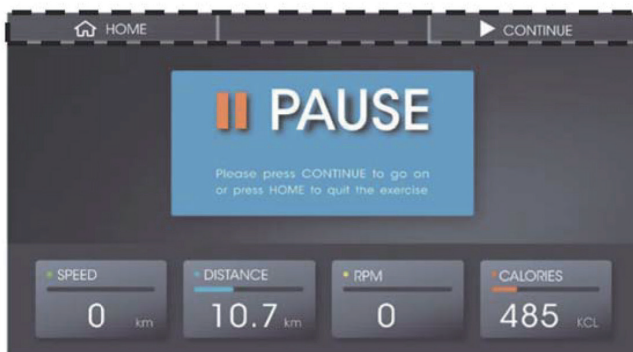 HOME
CONTINUE
PAUSE
Please press CONTINUE to go on
or press HOME to quit the exercise
SPEED
DISTANCE
RPM
CALORIES
0 km
10.7 km
0
485 KCL